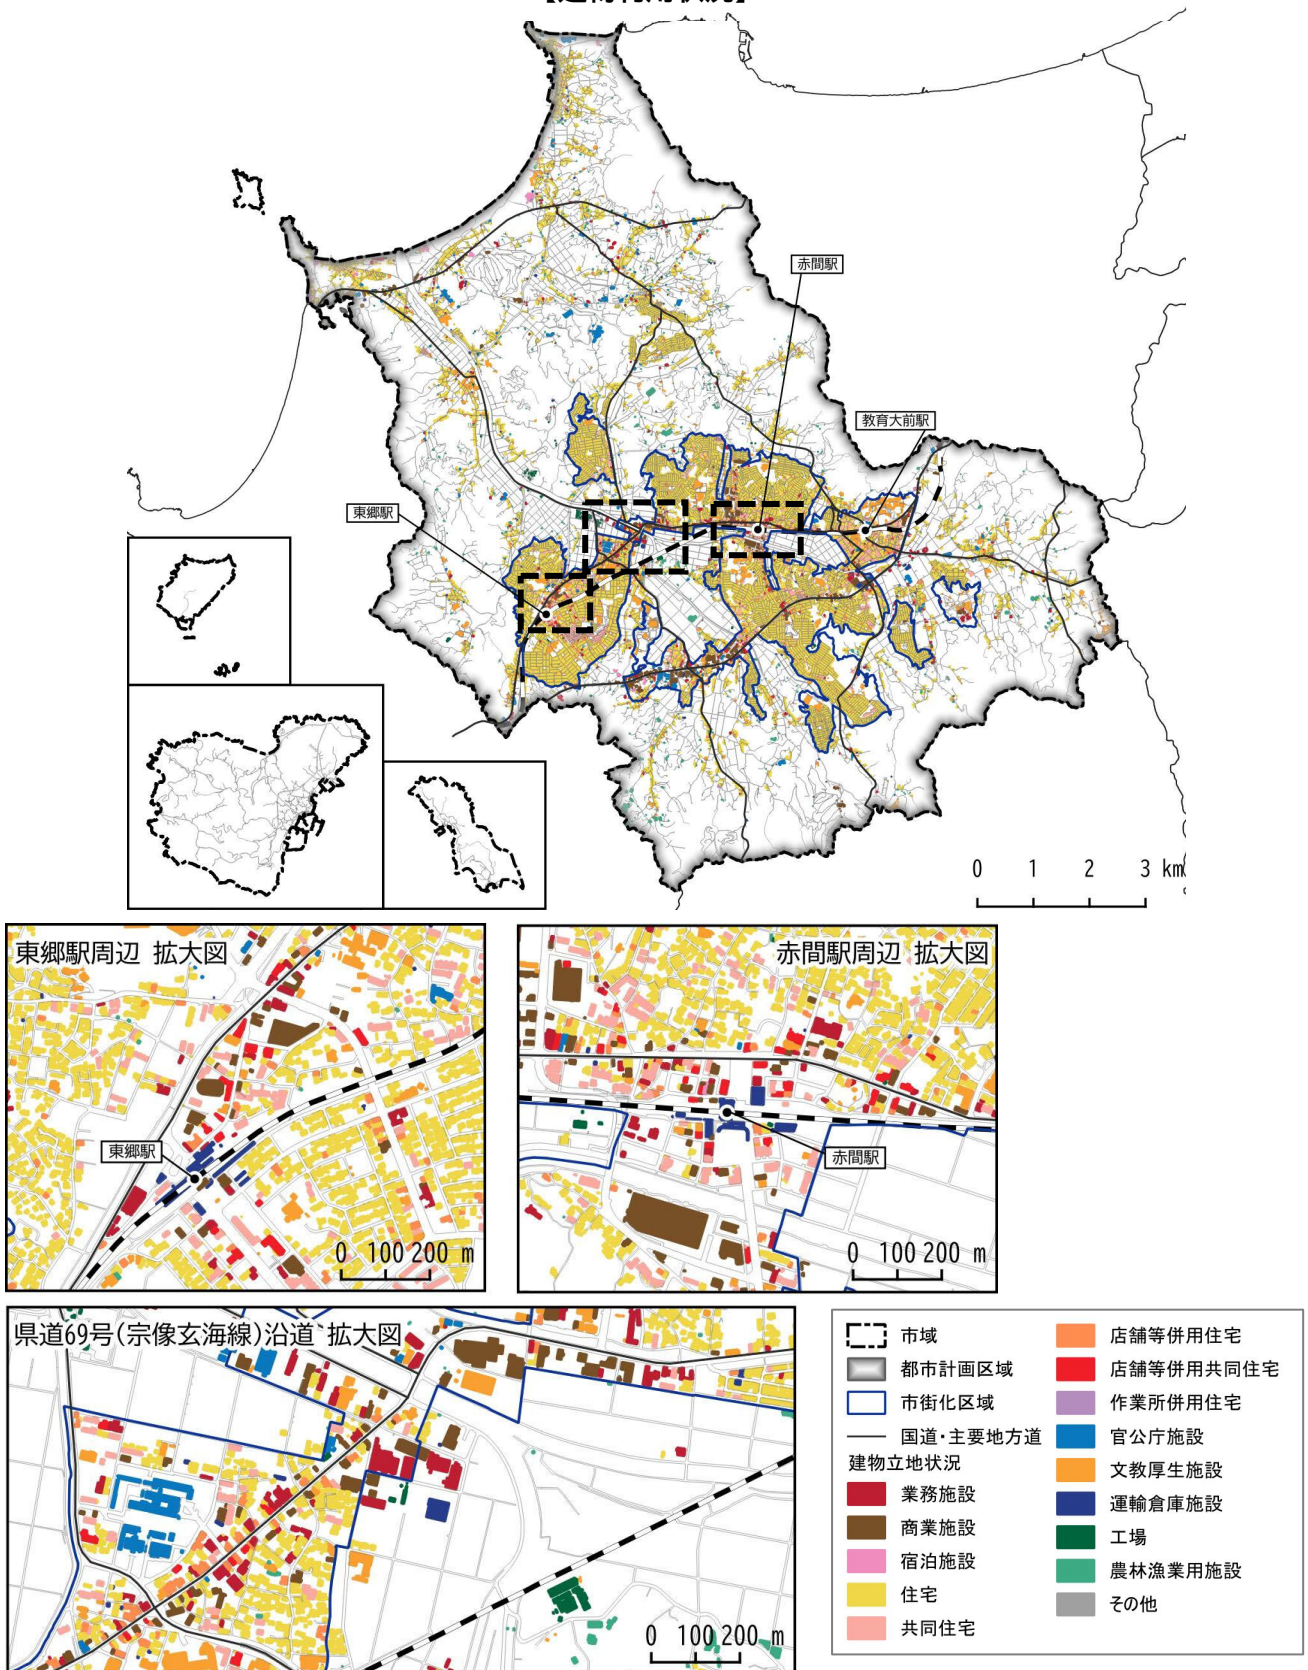 【建物利用状況】
赤間駅
教育大前駅
東郷駅
0 1 2 3 km
東郷駅周辺 拡大図
東郷駅
0 100 200 m
赤間駅周辺 拡大図
赤間駅
0 100 200 m
県道69号(宗像玄海線)沿道 拡大図
0 100 200 m
市域
都市計画区域
市街化区域
国道・主要地方道
建物立地状況
業務施設
商業施設
宿泊施設
住宅
共同住宅
店舗等併用住宅
店舗等併用共同住宅
作業所併用住宅
官公庁施設
文教厚生施設
運輸倉庫施設
工場
農林漁業用施設
その他